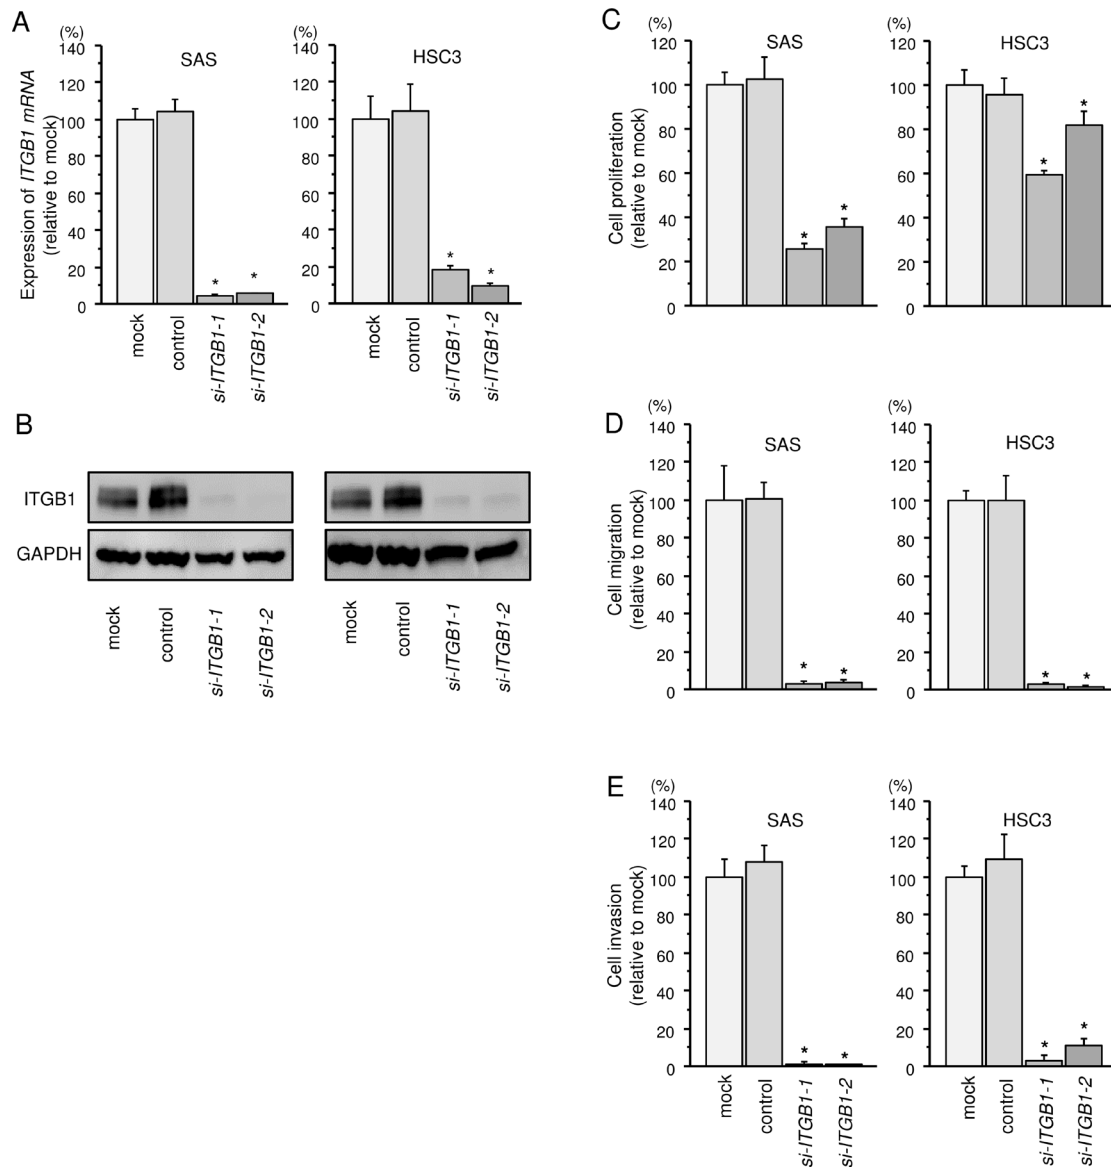 A
(%)
SAS
140
120
100
80
60
40
20
0
Expression of ITGB1 mRNA
(relative to mock)
*
*
mock
control
si-ITGB1-1
si-ITGB1-2
(%)
HSC3
140
120
100
80
60
40
20
0
*
*
mock
control
si-ITGB1-1
si-ITGB1-2
B
ITGB1
GAPDH
mock
control
si-ITGB1-1
si-ITGB1-2
mock
control
si-ITGB1-1
si-ITGB1-2
C
(%)
SAS
120
100
80
60
40
20
0
Cell proliferation
(relative to mock)
*
*
(%)
HSC3
120
100
80
60
40
20
0
*
*
D
(%)
SAS
140
120
100
80
60
40
20
0
Cell migration
(relative to mock)
*
*
(%)
HSC3
140
120
100
80
60
40
20
0
*
*
E
(%)
SAS
140
120
100
80
60
40
20
0
Cell invasion
(relative to mock)
*
*
mock
control
si-ITGB1-1
si-ITGB1-2
(%)
HSC3
140
120
100
80
60
40
20
0
*
*
mock
control
si-ITGB1-1
si-ITGB1-2